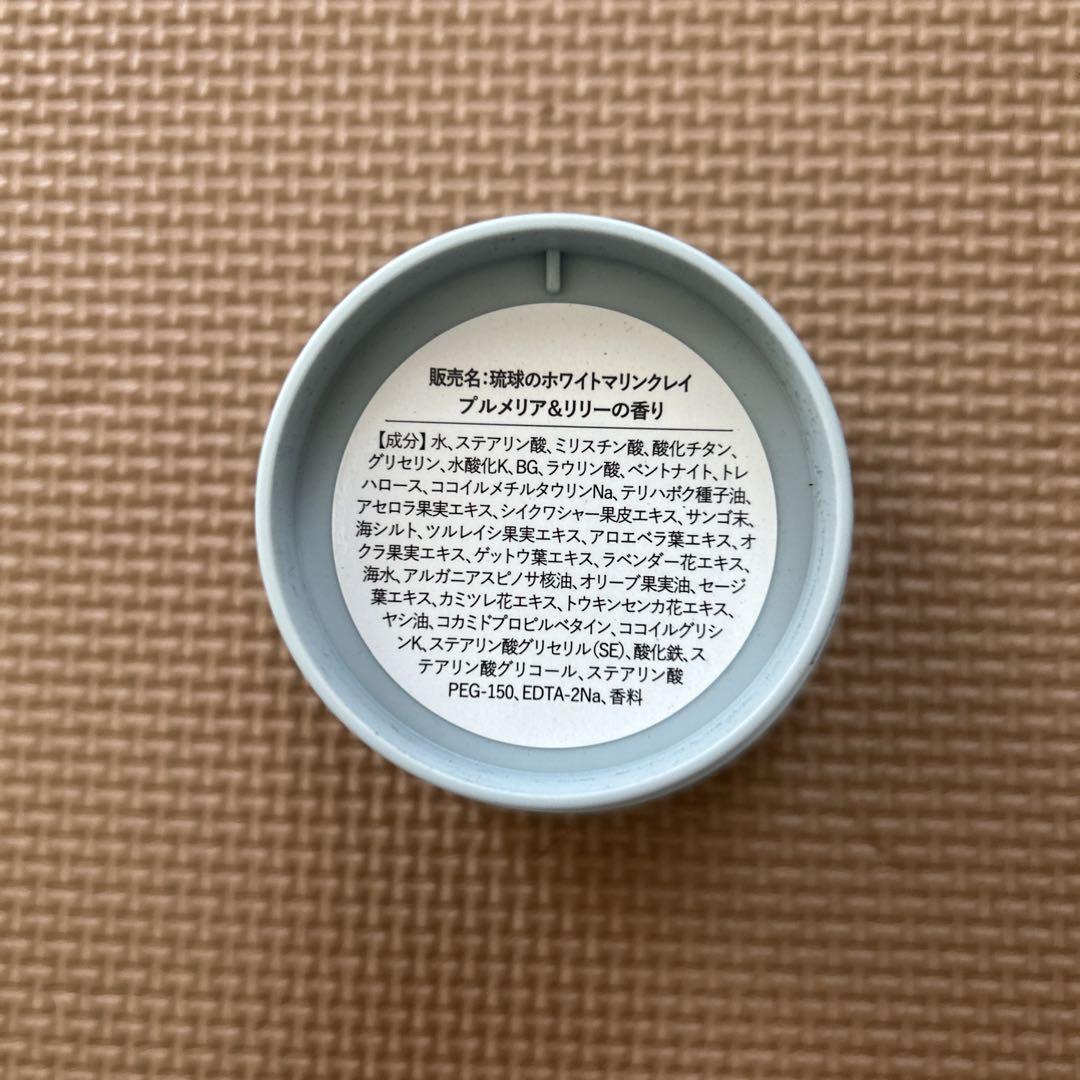 販売名:琉球のホワイトマリンクレイ
プルメリア&リリーの香り
【成分】水、ステアリン酸、ミリスチン酸、酸化チタン、
グリセリン、水酸化K、BG、ラウリン酸、ベントナイト、トレ
ハロース、ココイルメチルタウリンNa、テリハボク種子油、
アセロラ果実エキス、シイクワシャー果皮エキス、サンゴ末、
海シルト、ツルレイシ果実エキス、アロエベラ葉エキス、オ
クラ果実エキス、ゲットウ葉エキス、ラベンダー花エキス、
海水、アルガニアスピノサ核油、オリーブ果実油、セージ
葉エキス、カミツレ花エキス、トウキンセンカ花エキス、
ヤシ油、コカミドプロピルベタイン、ココイルグリシ
ンK、ステアリン酸グリセリル(SE)、酸化鉄、ス
テアリン酸グリコール、ステアリン酸
PEG-150、EDTA-2Na、香料